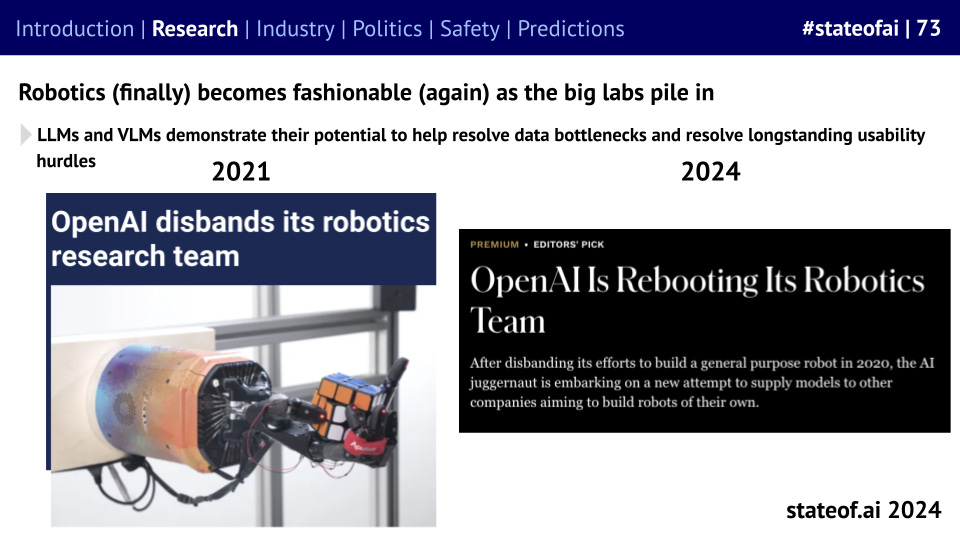 Introduction | Research | Industry | Politics | Safety | Predictions
#stateofai | 73
Robotics (finally) becomes fashionable (again) as the big labs pile in
LLMs and VLMs demonstrate their potential to help resolve data bottlenecks and resolve longstanding usability
hurdles
2021
2024
OpenAI disbands its robotics
research team
PREMIUM • EDITORS' PICK
OpenAI Is Rebooting Its Robotics
Team
After disbanding its efforts to build a general purpose robot in 2020, the AI
juggernaut is embarking on a new attempt to supply models to other
companies aiming to build robots of their own.
stateof.ai 2024